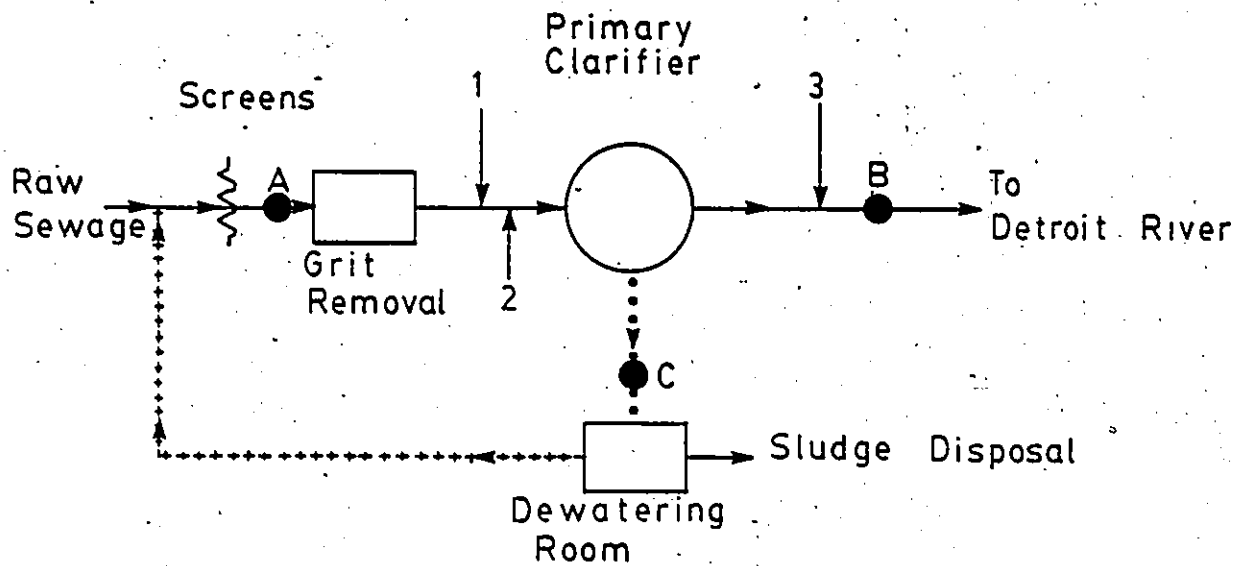 Primary
Clarifier
1
3
Screens
A
B
Raw
Sewage
To
Detroit River
Grit
Removal
2
C
Sludge Disposal
Dewatering
Room